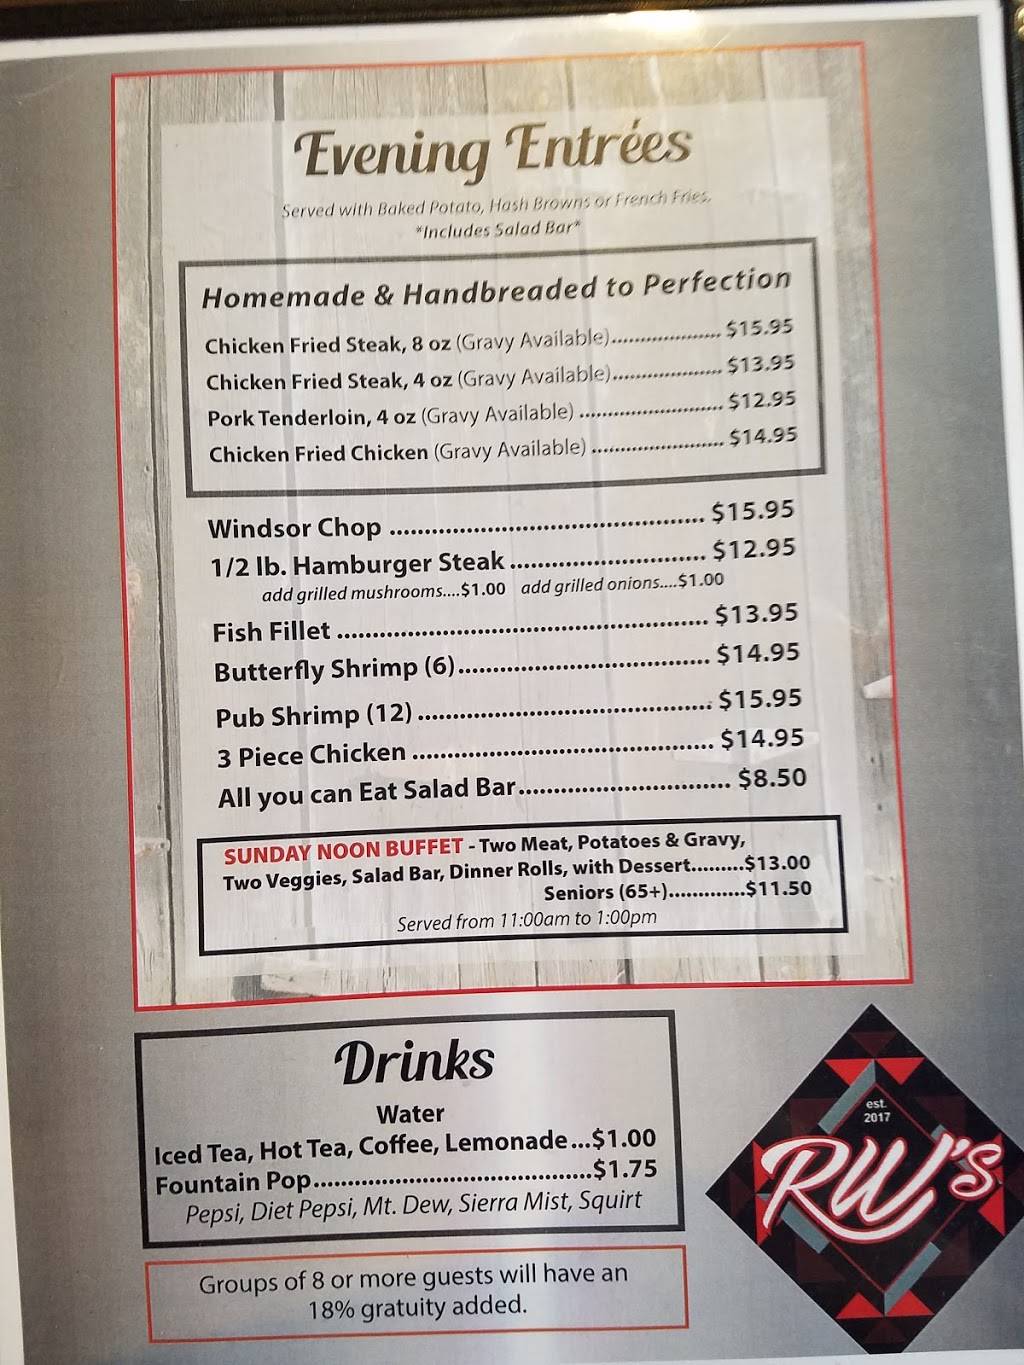 Evening Entrées
Served with Baked Potato, Hash Browns or French Fries.
*Includes Salad Bar*
Homemade & Handbreaded to Perfection
Chicken Fried Steak, 8 oz (Gravy Available)................... $15.95
Chicken Fried Steak, 4 oz (Gravy Available)................... $13.95
Pork Tenderloin, 4 oz (Gravy Available) ......................... $12.95
Chicken Fried Chicken (Gravy Available) ....................... $14.95
Windsor Chop ............................................ $15.95
1/2 lb. Hamburger Steak ........................... $12.95
add grilled mushrooms....$1.00 add grilled onions....$1.00
Fish Fillet .................................................... $13.95
Butterfly Shrimp (6)................................... $14.95
Pub Shrimp (12) ......................................... $15.95
3 Piece Chicken .......................................... $14.95
All you can Eat Salad Bar.............................. $8.50
SUNDAY NOON BUFFET - Two Meat, Potatoes & Gravy,
Two Veggies, Salad Bar, Dinner Rolls, with Dessert.........$13.00
Seniors (65+).............$11.50
Served from 11:00am to 1:00pm
Drinks
Water
Iced Tea, Hot Tea, Coffee, Lemonade...$1.00
Fountain Pop.........................................$1.75
Pepsi, Diet Pepsi, Mt. Dew, Sierra Mist, Squirt
Groups of 8 or more guests will have an
18% gratuity added.
est.
2017
RW's